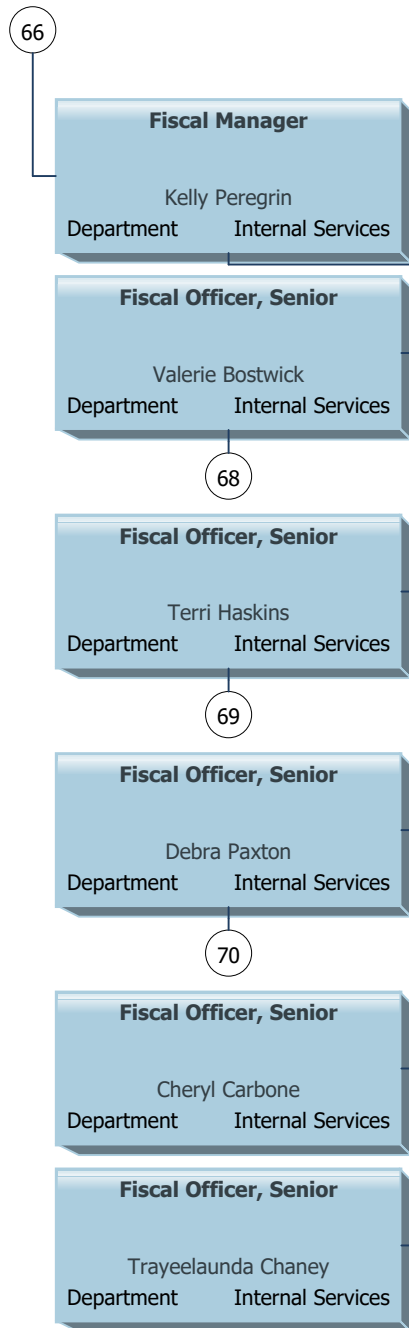 66
Fiscal Manager
Kelly Peregrin
Department Internal Services
Fiscal Officer, Senior
Valerie Bostwick
Department Internal Services
68
Fiscal Officer, Senior
Terri Haskins
Department Internal Services
69
Fiscal Officer, Senior
Debra Paxton
Department Internal Services
70
Fiscal Officer, Senior
Cheryl Carbone
Department Internal Services
Fiscal Officer, Senior
Trayeelaunda Chaney
Department Internal Services